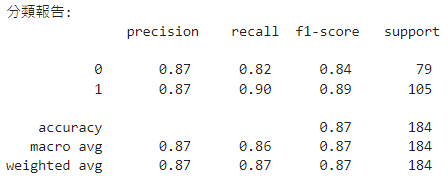 分類報告:
precision recall f1-score support
0 0.87 0.82 0.84 79
1 0.87 0.90 0.89 105
accuracy 0.87 184
macro avg 0.87 0.86 0.87 184
weighted avg 0.87 0.87 0.87 184